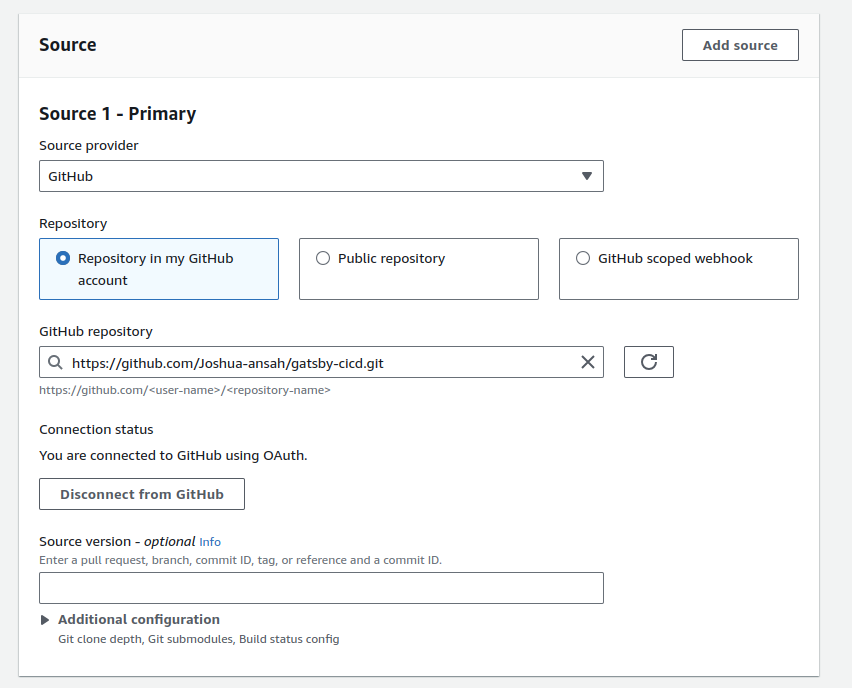 Source
Add source
Source 1 - Primary
Source provider
GitHub
Repository
Repository in my GitHub account
Public repository
GitHub scoped webhook
GitHub repository
https://github.com/Joshua-ansah/gatsby-cicd.git
https://github.com/<user-name>/<repository-name>
Connection status
You are connected to GitHub using OAuth.
Disconnect from GitHub
Source version - optional Info
Enter a pull request, branch, commit ID, tag, or reference and a commit ID.
Additional configuration
Git clone depth, Git submodules, Build status config